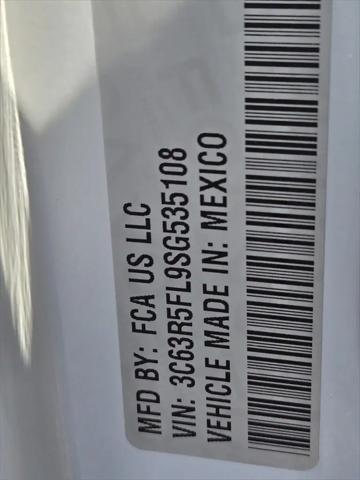 MFD BY: FCA US LLC
VIN: 3C63R5FL9SG535108
VEHICLE MADE IN: MEXICO